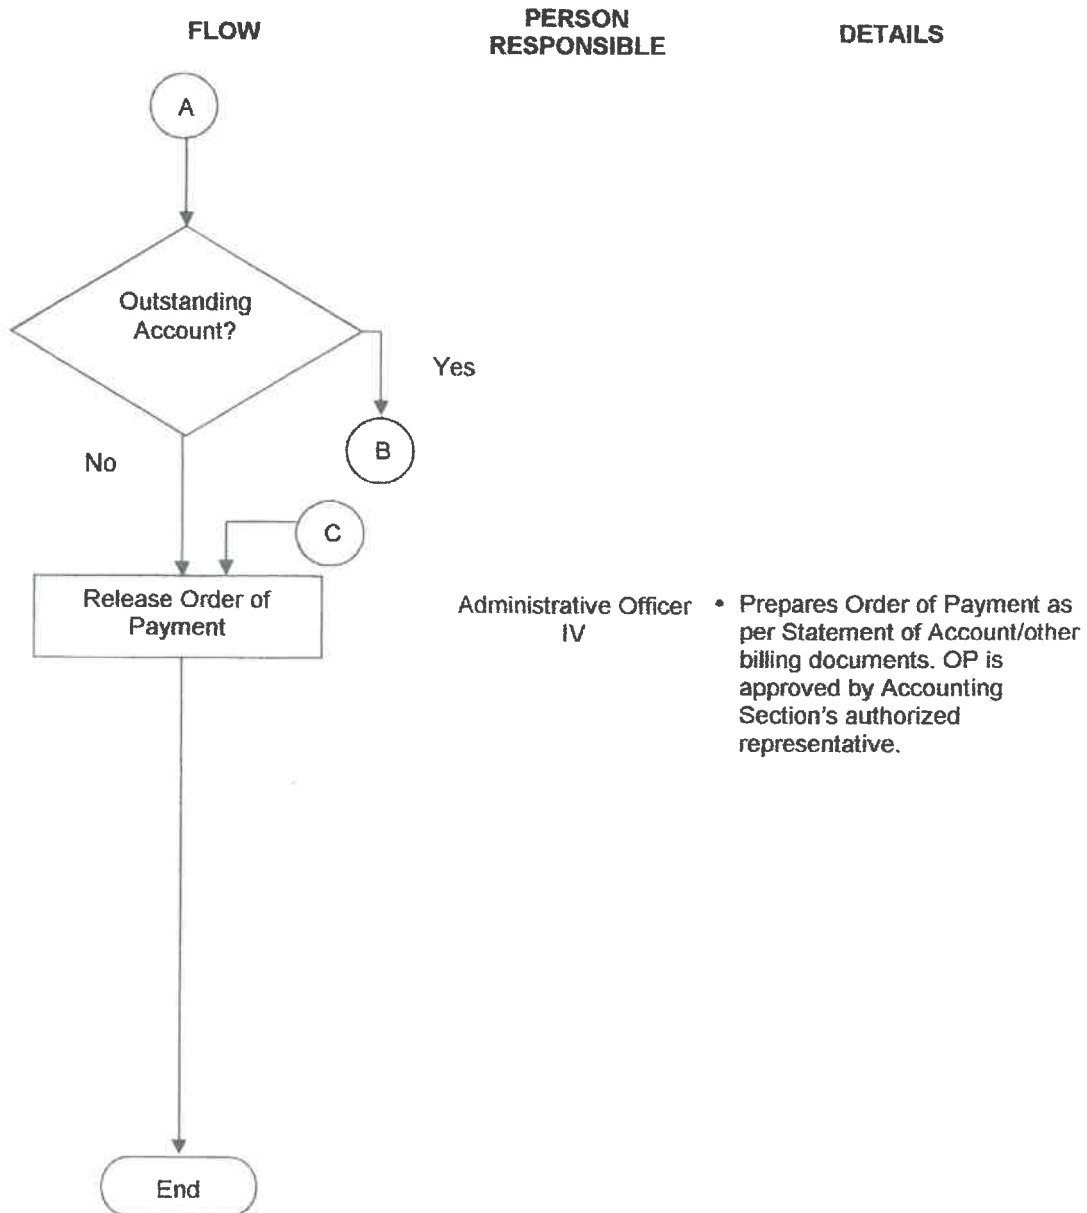 FLOW
PERSON
RESPONSIBLE
DETAILS
A
Outstanding
Account?
Yes
B
No
C
Release Order of
Payment
Administrative Officer
IV
• Prepares Order of Payment as
per Statement of Account/other
billing documents. OP is
approved by Accounting
Section's authorized
representative.
End